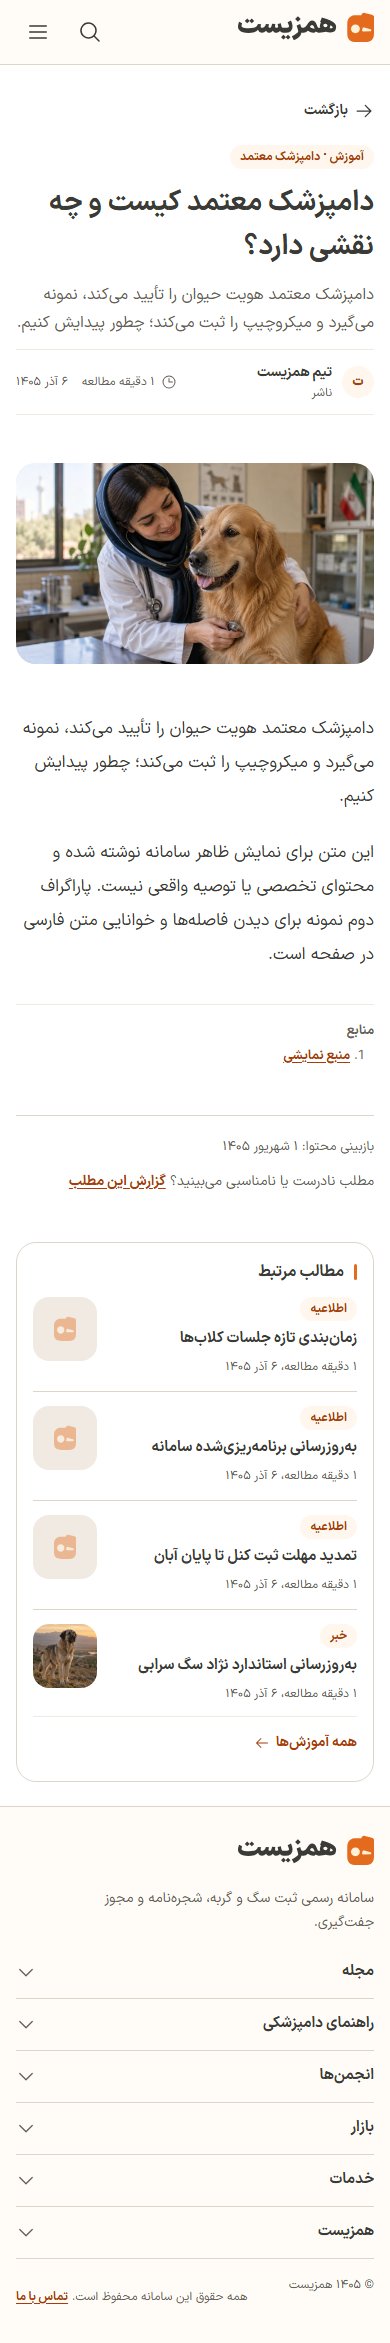 همزیست
بازگشت
آموزش · دامپزشک معتمد
دامپزشک معتمد کیست و چه
نقشی دارد؟
دامپزشک معتمد هویت حیوان را تأیید می‌کند، نمونه
می‌گیرد و میکروچیپ را ثبت می‌کند؛ چطور پیدایش کنیم.
ت
تیم همزیست
ناشر
۱ دقیقه مطالعه
۶ آذر ۱۴۰۵
دامپزشک معتمد هویت حیوان را تأیید می‌کند، نمونه
می‌گیرد و میکروچیپ را ثبت می‌کند؛ چطور پیدایش
کنیم.
این متن برای نمایش ظاهر سامانه نوشته شده و
محتوای تخصصی یا توصیه واقعی نیست. پاراگراف
دوم نمونه برای دیدن فاصله‌ها و خوانایی متن فارسی
در صفحه است.
منابع
1. منبع نمایشی
بازبینی محتوا: ۱ شهریور ۱۴۰۵
مطلب نادرست یا نامناسبی می‌بینید؟ گزارش این مطلب
مطالب مرتبط
اطلاعیه
زمان‌بندی تازه جلسات کلاب‌ها
۱ دقیقه مطالعه، ۶ آذر ۱۴۰۵
اطلاعیه
به‌روزرسانی برنامه‌ریزی‌شده سامانه
۱ دقیقه مطالعه، ۶ آذر ۱۴۰۵
اطلاعیه
تمدید مهلت ثبت کنل تا پایان آبان
۱ دقیقه مطالعه، ۶ آذر ۱۴۰۵
خبر
به‌روزرسانی استاندارد نژاد سگ سرابی
۱ دقیقه مطالعه، ۶ آذر ۱۴۰۵
همه آموزش‌ها
همزیست
سامانه رسمی ثبت سگ و گربه، شجره‌نامه و مجوز
جفت‌گیری.
مجله
راهنمای دامپزشکی
انجمن‌ها
بازار
خدمات
همزیست
© ۱۴۰۵ همزیست
همه حقوق این سامانه محفوظ است. تماس با ما